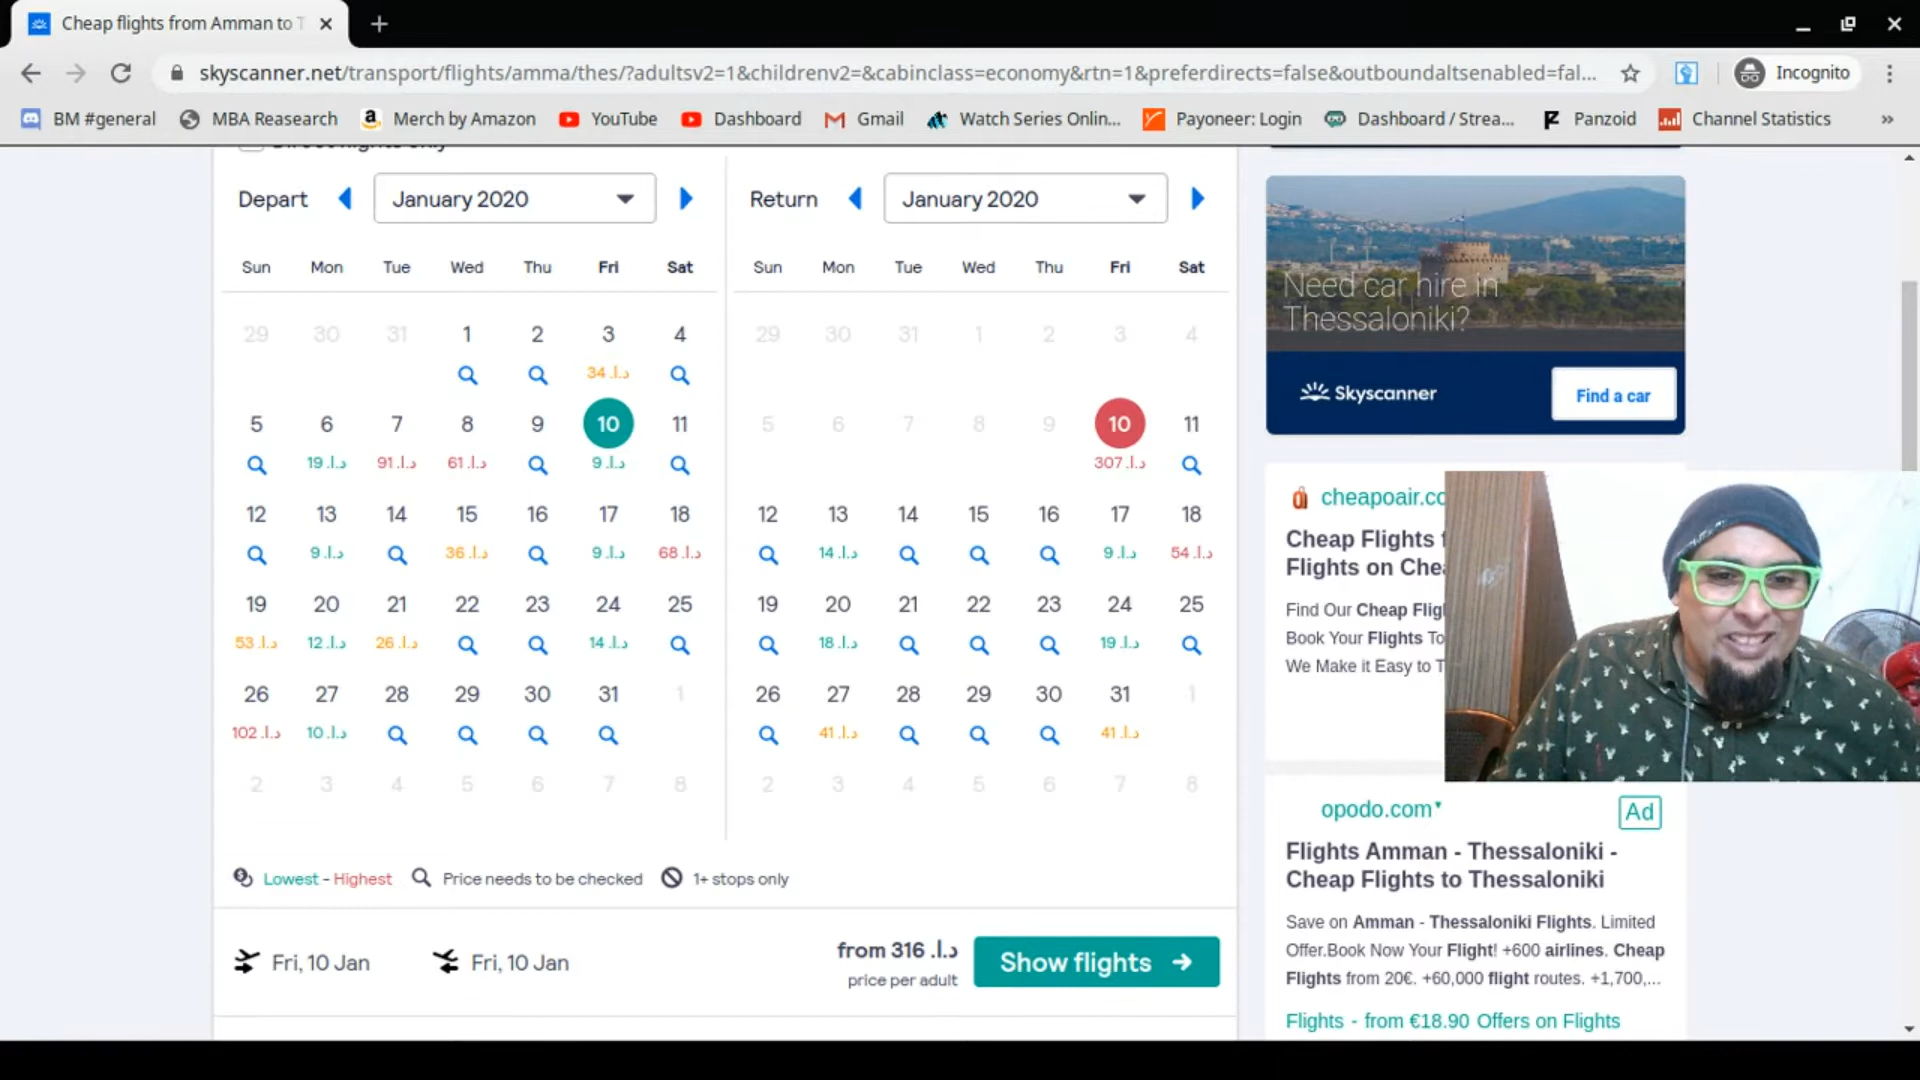 Cheap flights from Amman to T
skyscanner.net/transport/flights/amma/thes/?adultsv2=1&childrenv2=&cabinclass=economy&rtn=1&preferdirects=false&outboundaltsenabled=fal...
Incognito
BM #general
MBA Reasearch
Merch by Amazon
YouTube
Dashboard
Gmail
Watch Series Onlin...
Payoneer: Login
Dashboard / Strea...
Panzoid
Channel Statistics
»
Direct flights only
Depart
January 2020
Return
January 2020
Sun Mon Tue Wed Thu Fri Sat
29 30 31 1 2 3 4
34 .د.ا
5 6 7 8 9 10 11
19 .د.ا 91 .د.ا 61 .د.ا 9 .د.ا
12 13 14 15 16 17 18
9 .د.ا 36 .د.ا 9 .د.ا 68 .د.ا
19 20 21 22 23 24 25
53 .د.ا 12 .د.ا 26 .د.ا 14 .د.ا
26 27 28 29 30 31 1
102 .د.ا 10 .د.ا
2 3 4 5 6 7 8
Sun Mon Tue Wed Thu Fri Sat
29 30 31 1 2 3 4
5 6 7 8 9 10 11
307 .د.ا
12 13 14 15 16 17 18
14 .د.ا 9 .د.ا 54 .د.ا
19 20 21 22 23 24 25
18 .د.ا 19 .د.ا
26 27 28 29 30 31 1
41 .د.ا 41 .د.ا
2 3 4 5 6 7 8
Lowest - Highest
Price needs to be checked
1+ stops only
Fri, 10 Jan
Fri, 10 Jan
from 316 .د.ا
price per adult
Show flights
Need car hire in
Thessaloniki?
Skyscanner
Find a car
cheapoair.co
Cheap Flights
Flights on Chea
Find Our Cheap Flig
Book Your Flights To
We Make it Easy to T
opodo.com
Ad
Flights Amman - Thessaloniki -
Cheap Flights to Thessaloniki
Save on Amman - Thessaloniki Flights. Limited
Offer.Book Now Your Flight! +600 airlines. Cheap
Flights from 20€. +60,000 flight routes. +1,700,...
Flights - from €18.90 Offers on Flights